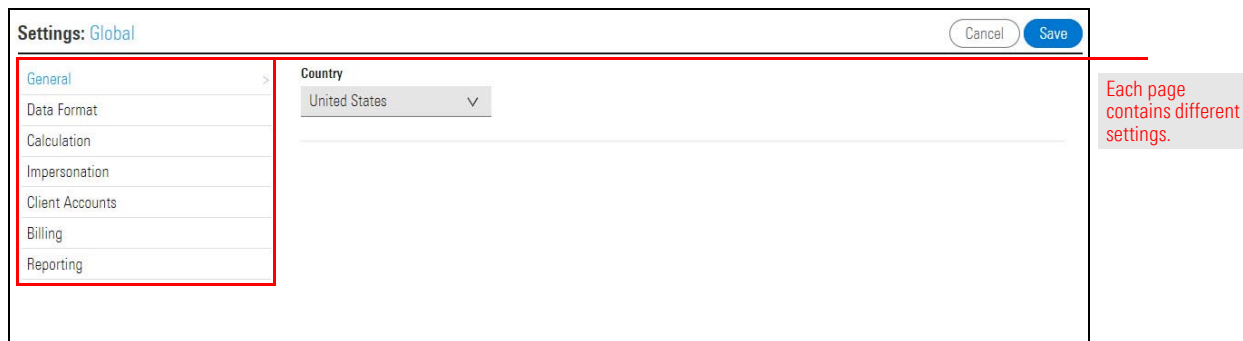 Settings: Global
Cancel
Save
General >
Data Format
Calculation
Impersonation
Client Accounts
Billing
Reporting
Country
United States
Each page
contains different
settings.